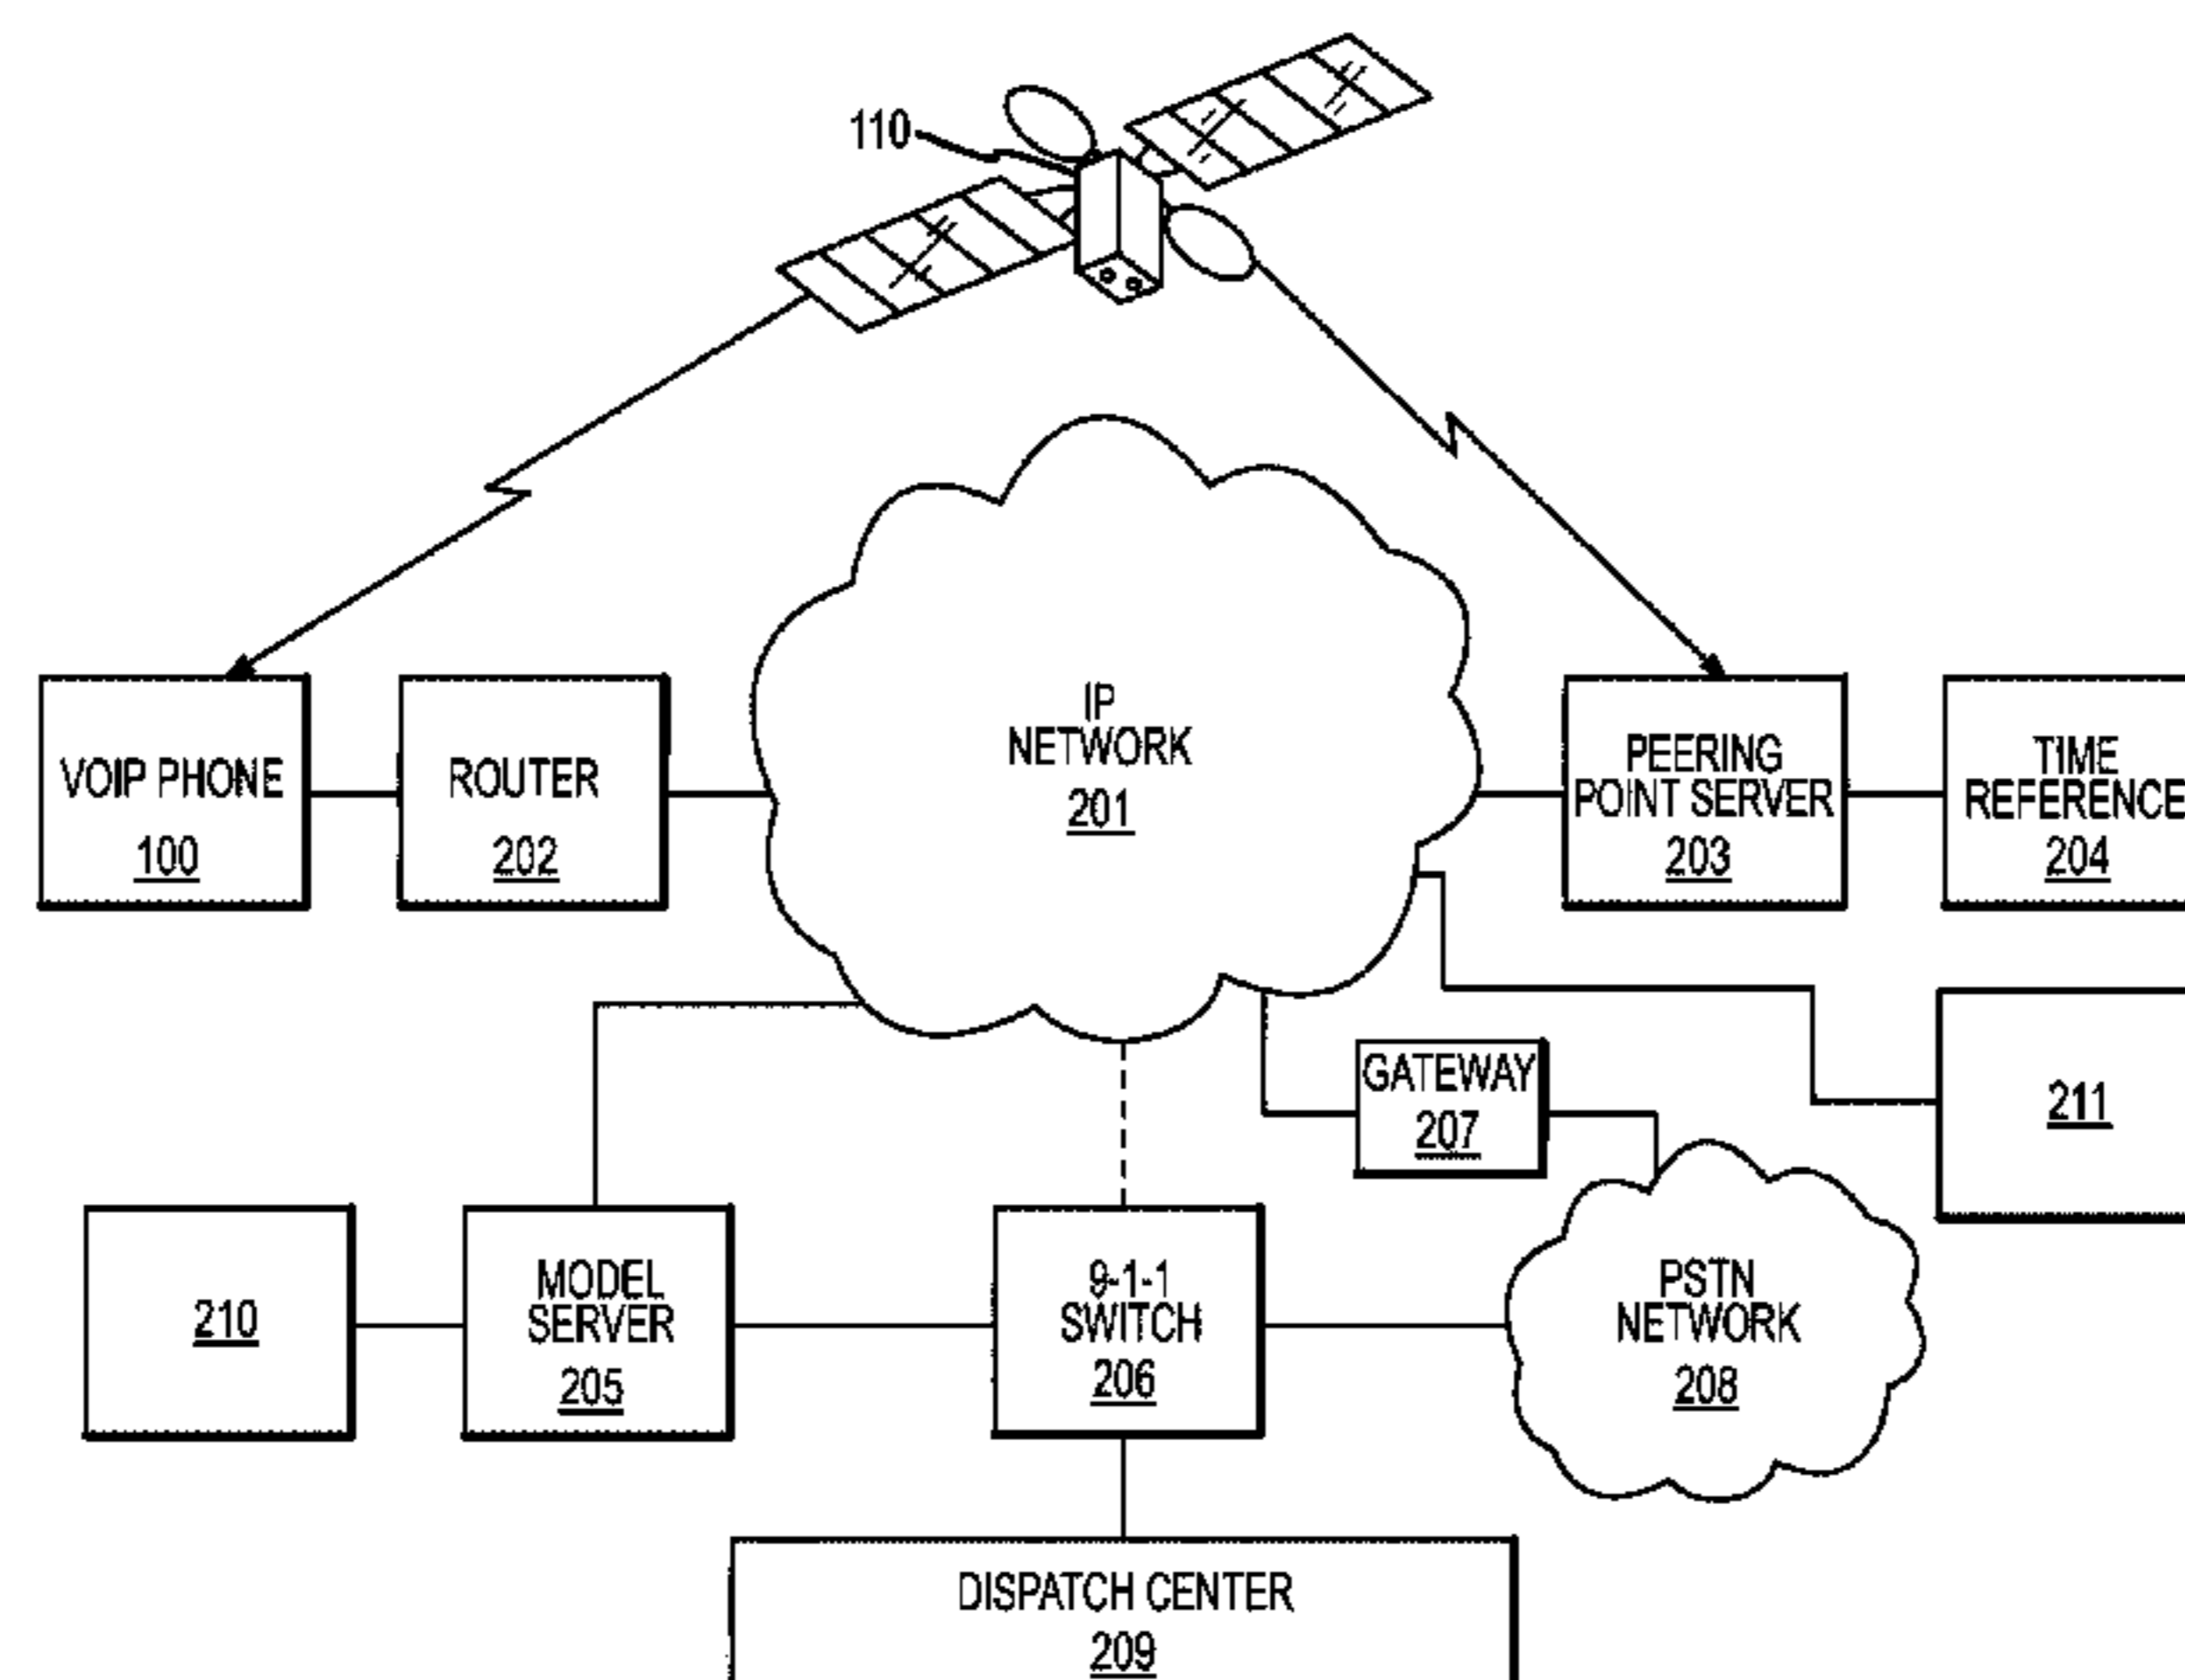 110
IP
NETWORK
201
VOIP PHONE
100
ROUTER
202
PEERING
POINT SERVER
203
TIME
REFERENCE
204
GATEWAY
207
211
210
MODEL
SERVER
205
9-1-1
SWITCH
206
PSTN
NETWORK
208
DISPATCH CENTER
209